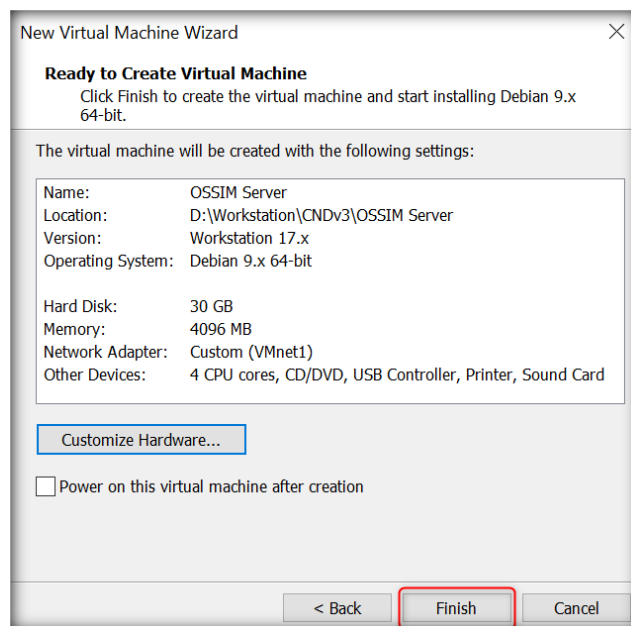 New Virtual Machine Wizard
Ready to Create Virtual Machine
Click Finish to create the virtual machine and start installing Debian 9.x
64-bit.
The virtual machine will be created with the following settings:
Name: OSSIM Server
Location: D:\Workstation\CNDv3\OSSIM Server
Version: Workstation 17.x
Operating System: Debian 9.x 64-bit
Hard Disk: 30 GB
Memory: 4096 MB
Network Adapter: Custom (VMnet1)
Other Devices: 4 CPU cores, CD/DVD, USB Controller, Printer, Sound Card
Customize Hardware...
Power on this virtual machine after creation
< Back Finish Cancel